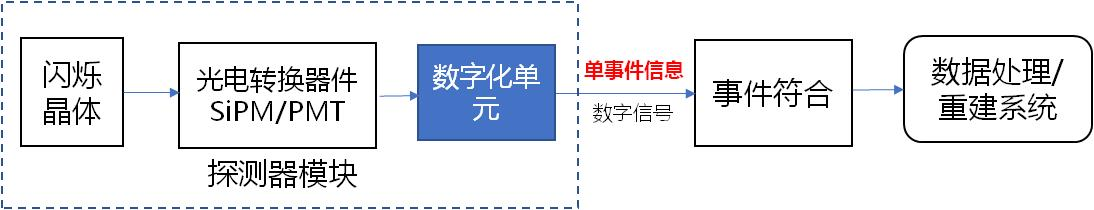 闪烁
晶体
光电转换器件
SiPM/PMT
数字化单
元
探测器模块
单事件信息
数字信号
事件符合
数据处理/
重建系统